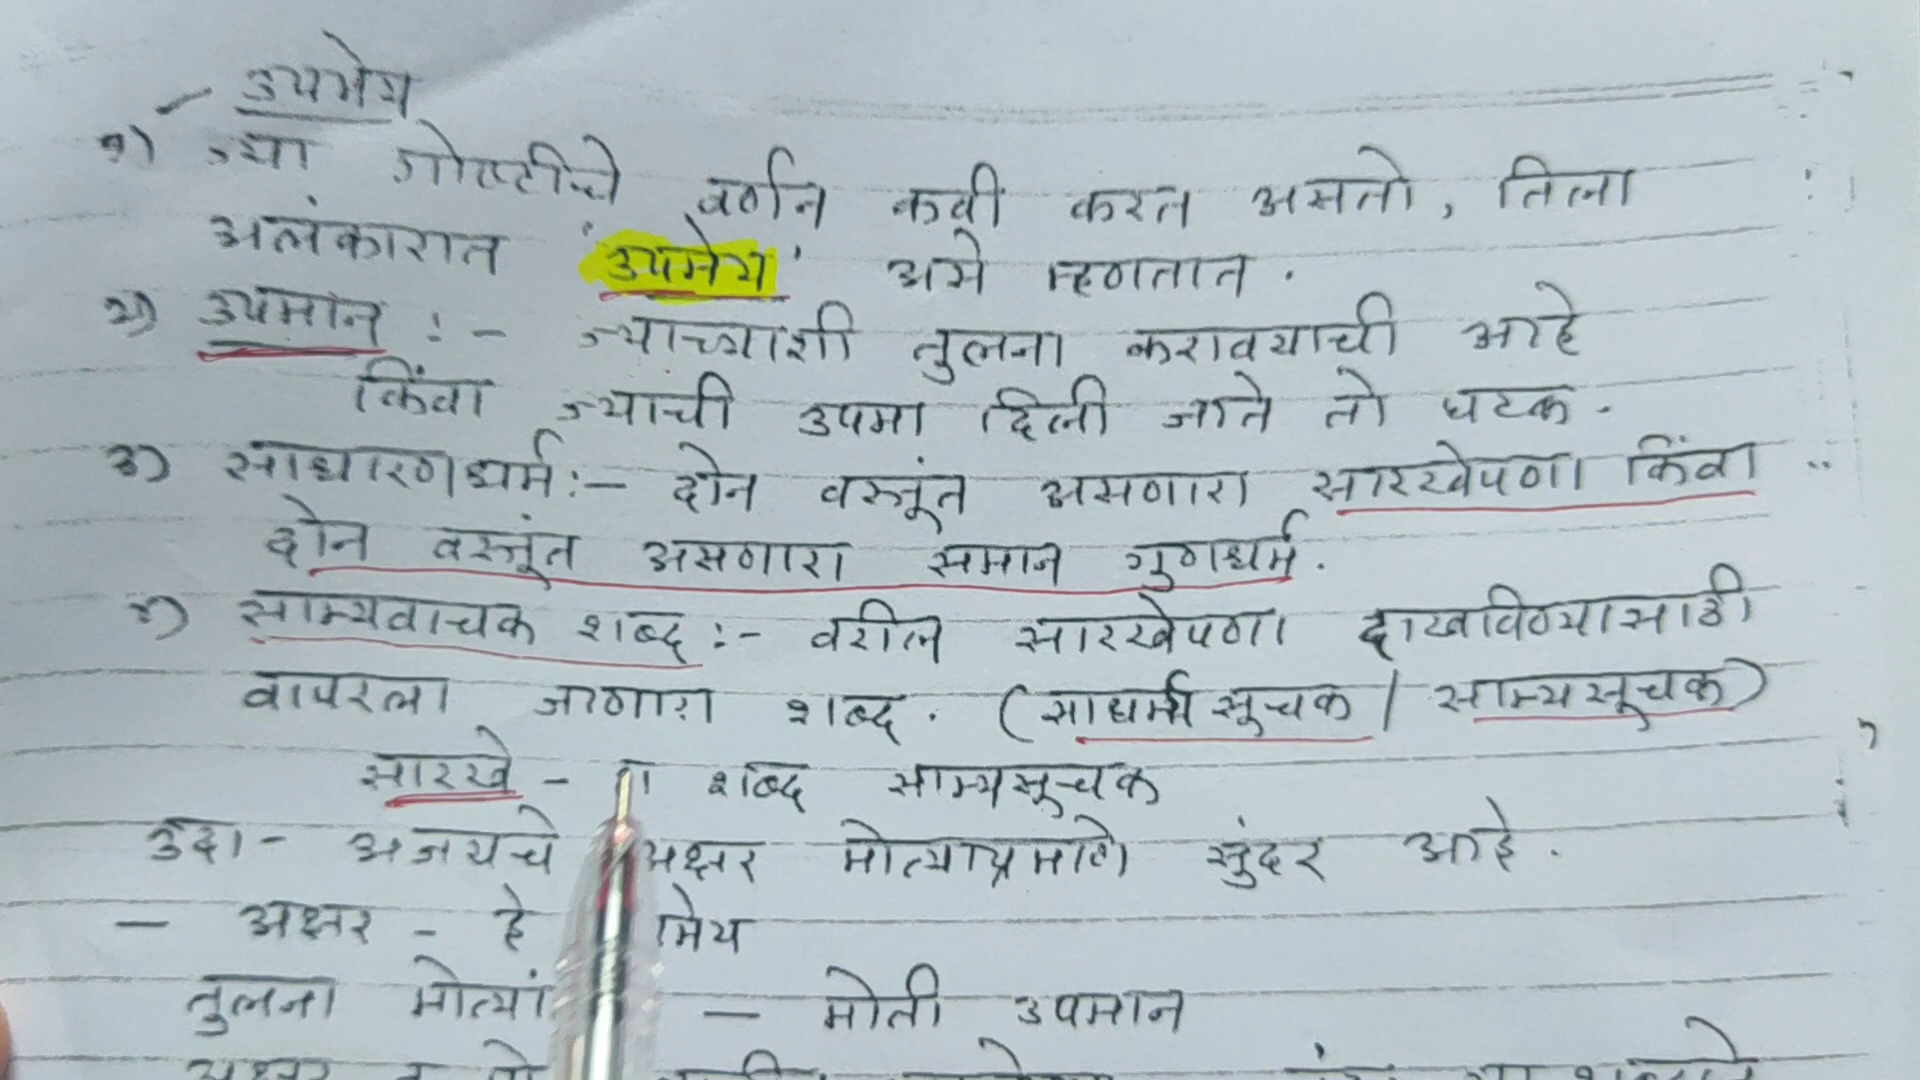 उपमेय
१) ज्या गोष्टीचे वर्णन कवी करत असतो, तिला
अलंकारात 'उपमेय' असे म्हणतात.
२) उपमान :- ज्याच्याशी तुलना करावयाची आहे
किंवा ज्याची उपमा दिली जाते तो घटक.
३) साधारणधर्म:- दोन वस्तूंत असणारा सारखेपणा किंवा
दोन वस्तूंत असणारा समान गुणधर्म.
४) साम्यवाचक शब्द :- वरील सारखेपणा दाखविण्यासाठी
वापरला जाणारा शब्द. (साधर्म्यसूचक / साम्यसूचक)
सारखे - शब्द साम्यसूचक
उदा- अजयचे अक्षर मोत्याप्रमाणे सुंदर आहे.
- अक्षर - हे मेय
तुलना मोत्यां - मोती उपमान